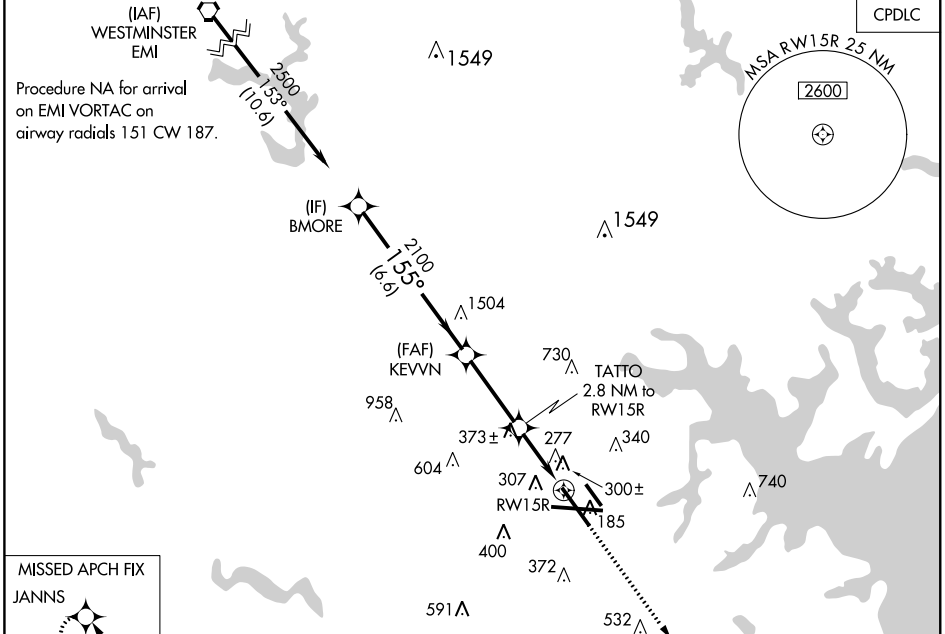 (IAF)
WESTMINSTER
EMI
CPDLC
1549
MSA RW15R 25 NM
2600
Procedure NA for arrival
on EMI VORTAC on
airway radials 151 CW 187.
2500
153°
(10.6)
(IF)
BMORE
1549
2100
155°
(6.6)
1504
(FAF)
KEVVN
730
TATTO
2.8 NM to
RW15R
958
373±
277
340
604
307
300±
740
RW15R
185
400
372
MISSED APCH FIX
JANNS
591
532